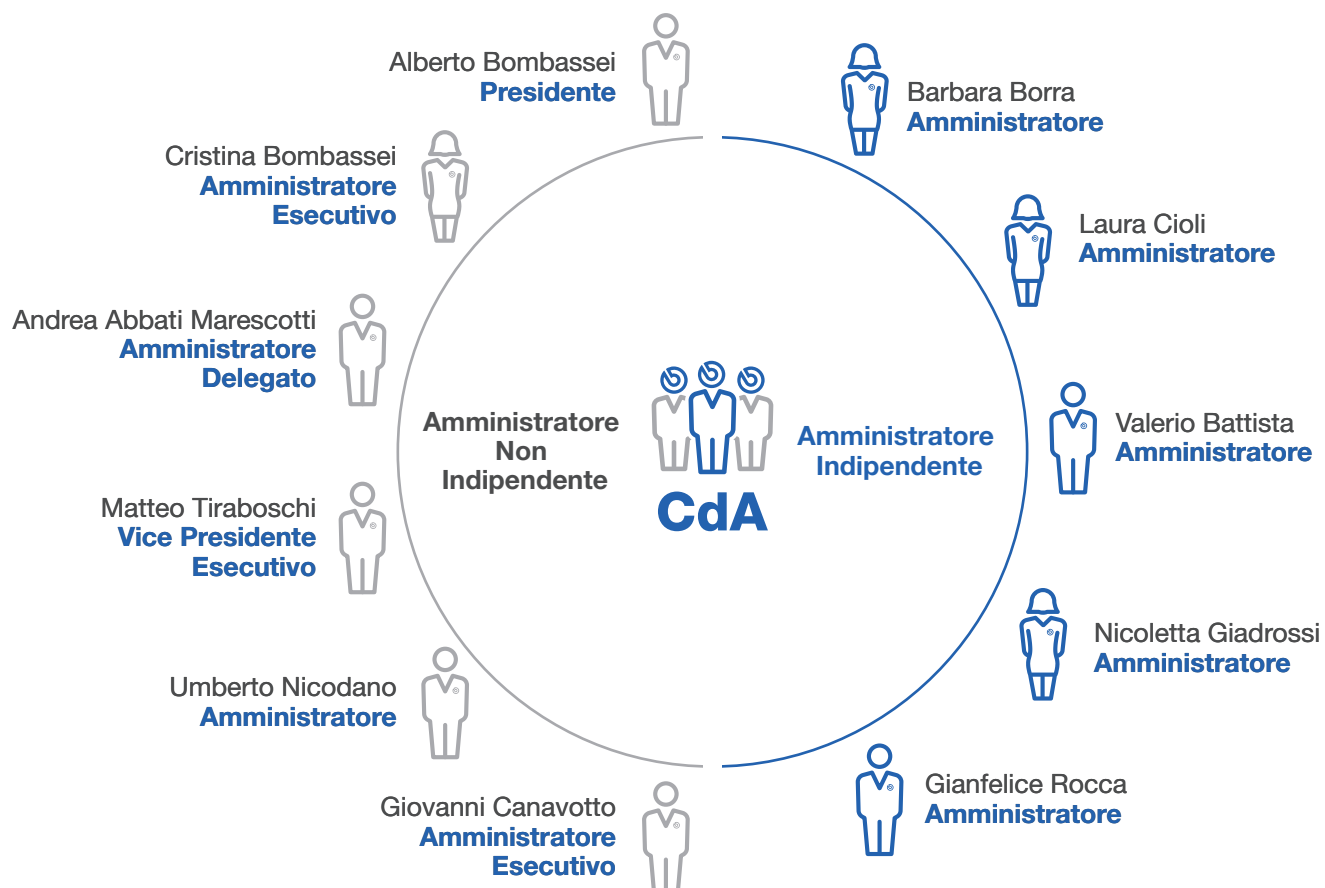 Alberto Bombassei
Presidente
Barbara Borra
Amministratore
Cristina Bombassei
Amministratore
Esecutivo
Laura Cioli
Amministratore
Andrea Abbati Marescotti
Amministratore
Delegato
Amministratore
Non
Indipendente
CdA
Amministratore
Indipendente
Valerio Battista
Amministratore
Matteo Tiraboschi
Vice Presidente
Esecutivo
Nicoletta Giadrossi
Amministratore
Umberto Nicodano
Amministratore
Gianfelice Rocca
Amministratore
Giovanni Canavotto
Amministratore
Esecutivo